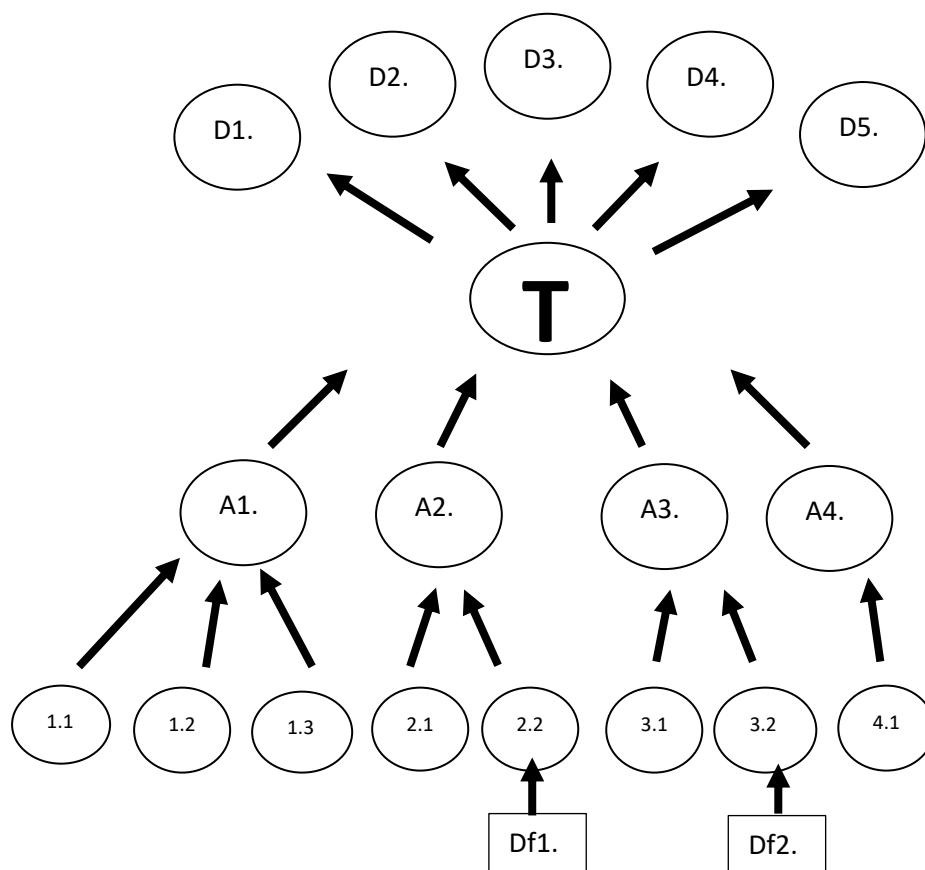 D3.
D2.
D4.
D1.
D5.
T
A1.
A2.
A3.
A4.
1.1
1.2
1.3
2.1
2.2
3.1
3.2
4.1
Df1.
Df2.